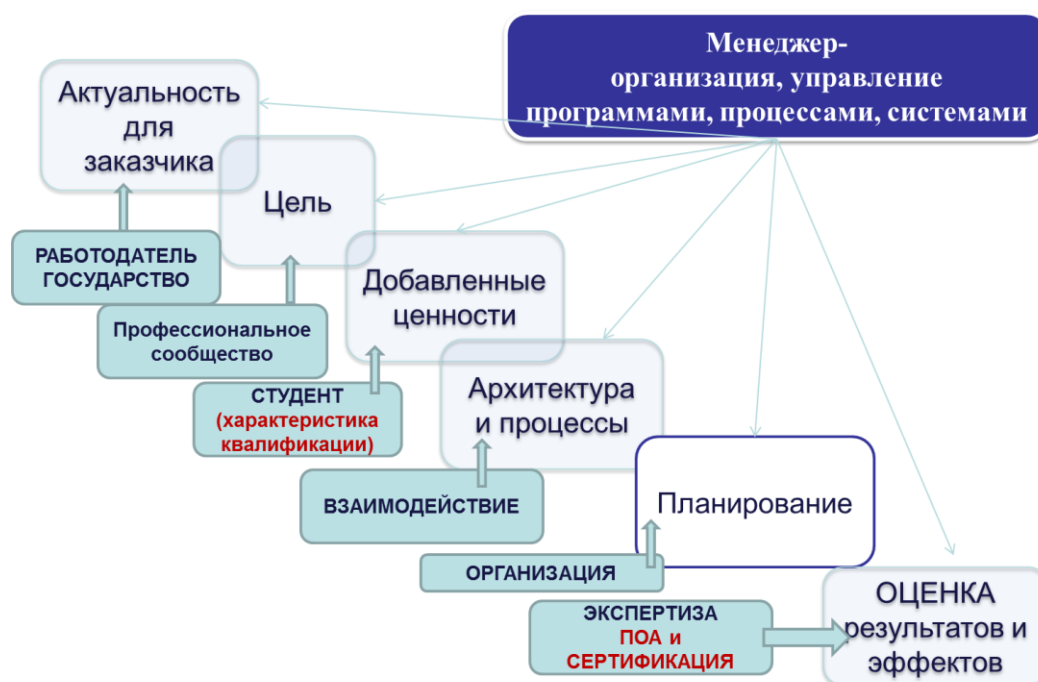 Менеджер-
организация, управление
программами, процессами, системами
Актуальность
для
заказчика
Цель
РАБОТОДАТЕЛЬ
ГОСУДАРСТВО
Добавленные
ценности
Профессиональное
сообщество
Архитектура
и процессы
СТУДЕНТ
(характеристика
квалификации)
Планирование
ВЗАИМОДЕЙСТВИЕ
ОРГАНИЗАЦИЯ
ОЦЕНКА
результатов и
эффектов
ЭКСПЕРТИЗА
ПОА и
СЕРТИФИКАЦИЯ